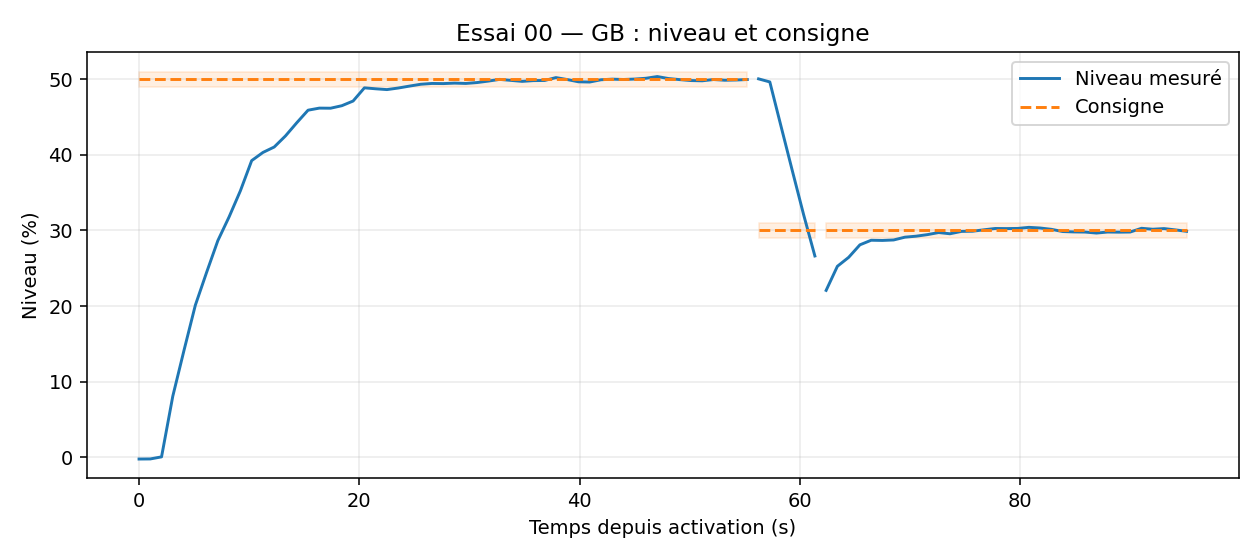 Essai 00 — GB : niveau et consigne
Niveau mesuré
Consigne
Niveau (%)
50
40
30
20
10
0
0 20 40 60 80
Temps depuis activation (s)